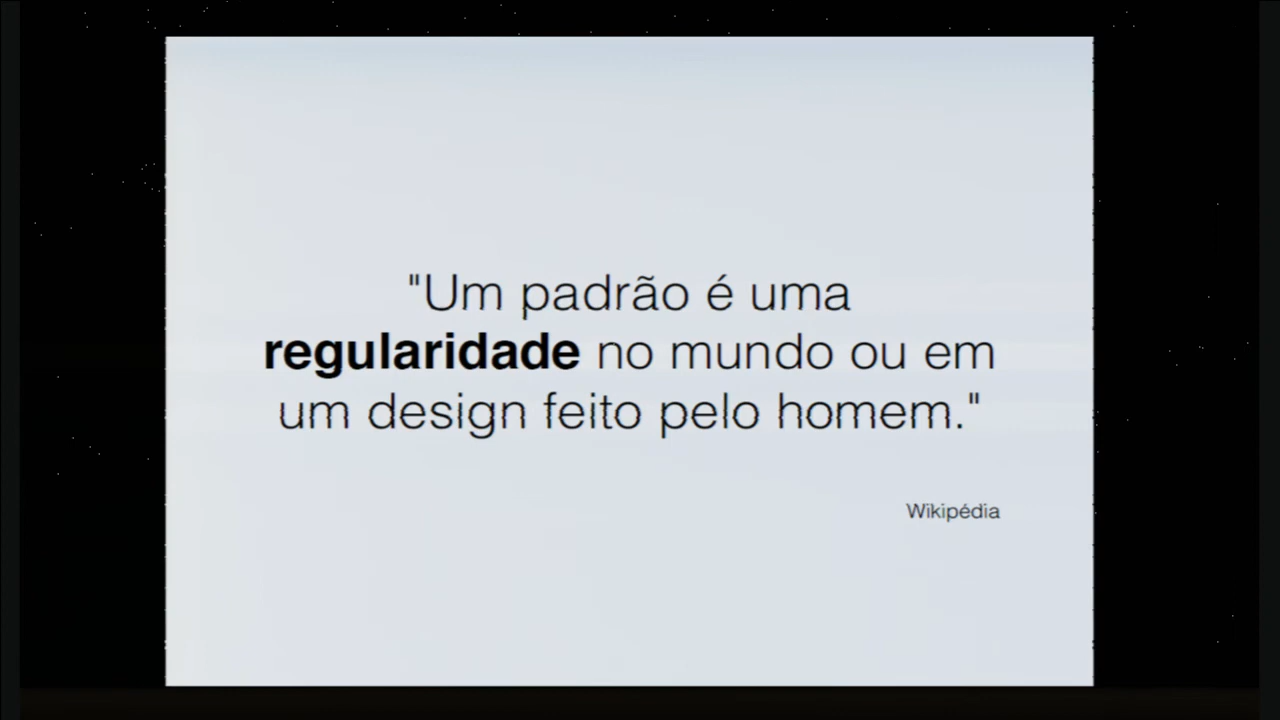 "Um padrão é uma
regularidade no mundo ou em
um design feito pelo homem."
Wikipédia